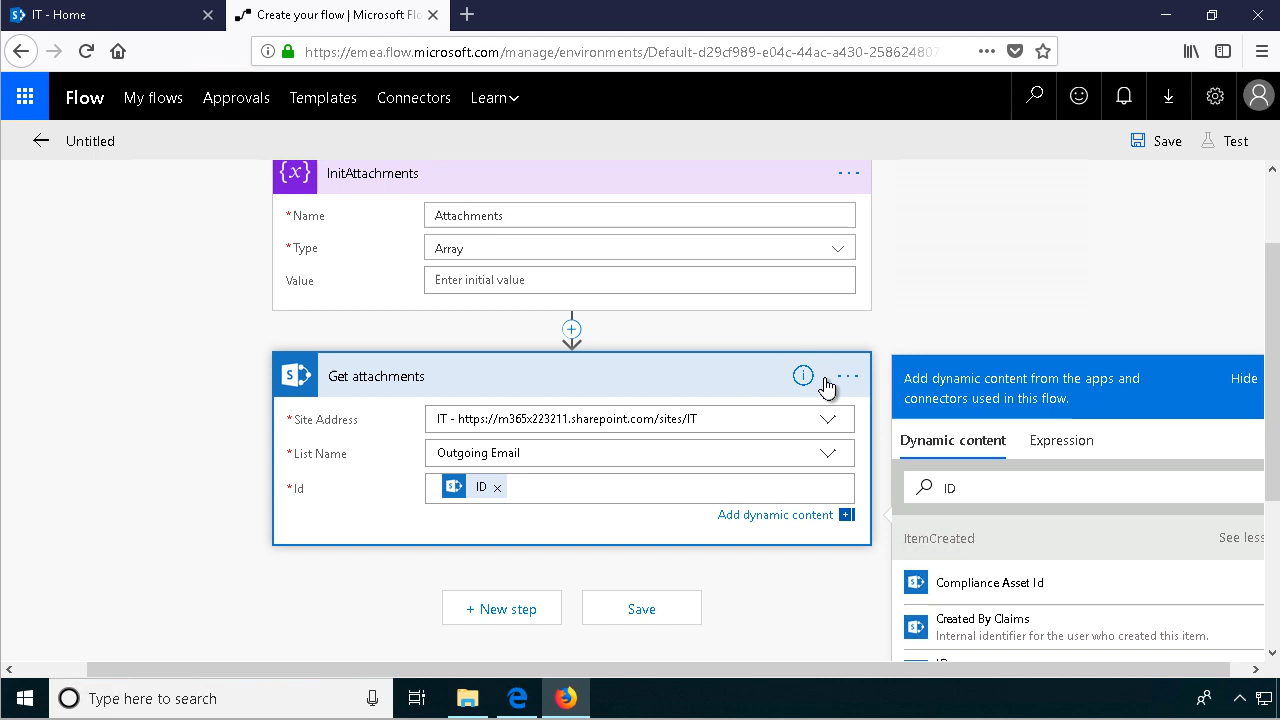 IT - Home
Create your flow | Microsoft Flo
https://emea.flow.microsoft.com/manage/environments/Default-d29cf989-e04c-44ac-a430-258624807
Flow
My flows
Approvals
Templates
Connectors
Learn
Untitled
Save
Test
{x}
InitAttachments
* Name
Attachments
* Type
Array
Value
Enter initial value
Get attachments
* Site Address
IT - https://m365x223211.sharepoint.com/sites/IT
* List Name
Outgoing Email
* Id
ID
Add dynamic content
+ New step
Save
Add dynamic content from the apps and
connectors used in this flow.
Hide
Dynamic content
Expression
ID
ItemCreated
See less
Compliance Asset Id
Created By Claims
Internal identifier for the user who created this item.
Type here to search